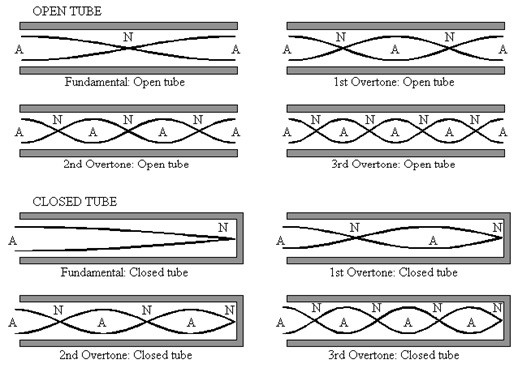 OPEN TUBE
N
A A
Fundamental: Open tube
N N
A A A
1st Overtone: Open tube
N N N
A A A A
2nd Overtone: Open tube
N N N N
A A A A A
3rd Overtone: Open tube
CLOSED TUBE
N
A
Fundamental: Closed tube
N N
A A
1st Overtone: Closed tube
N N N
A A A
2nd Overtone: Closed tube
N N N N
A A A A
3rd Overtone: Closed tube